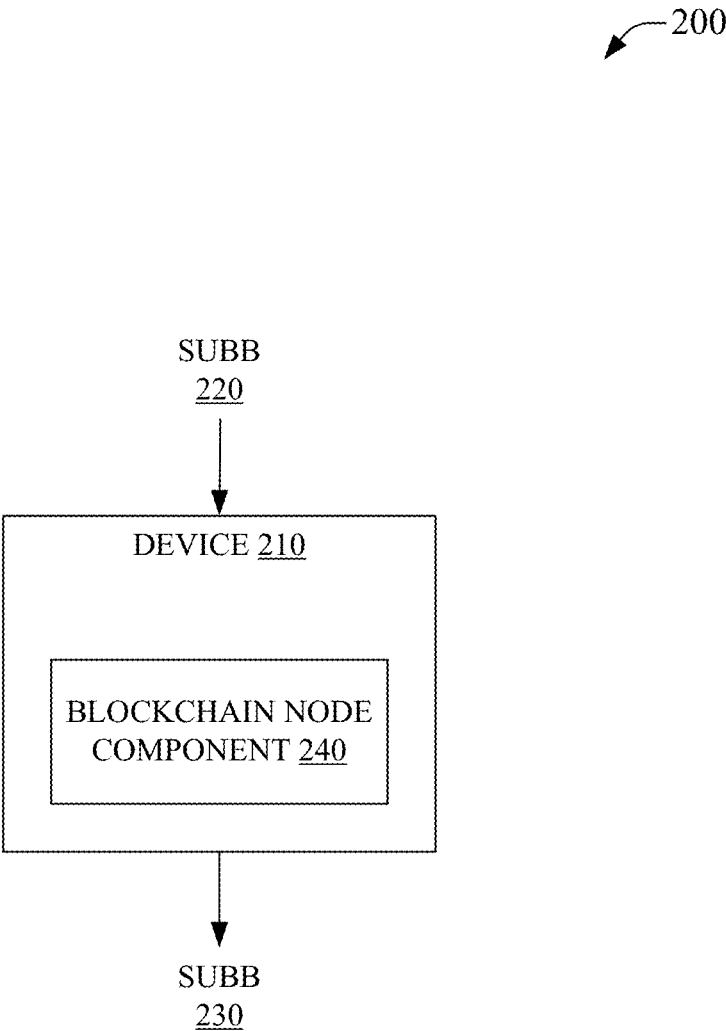 200
SUBB
220
DEVICE 210
BLOCKCHAIN NODE
COMPONENT 240
SUBB
230